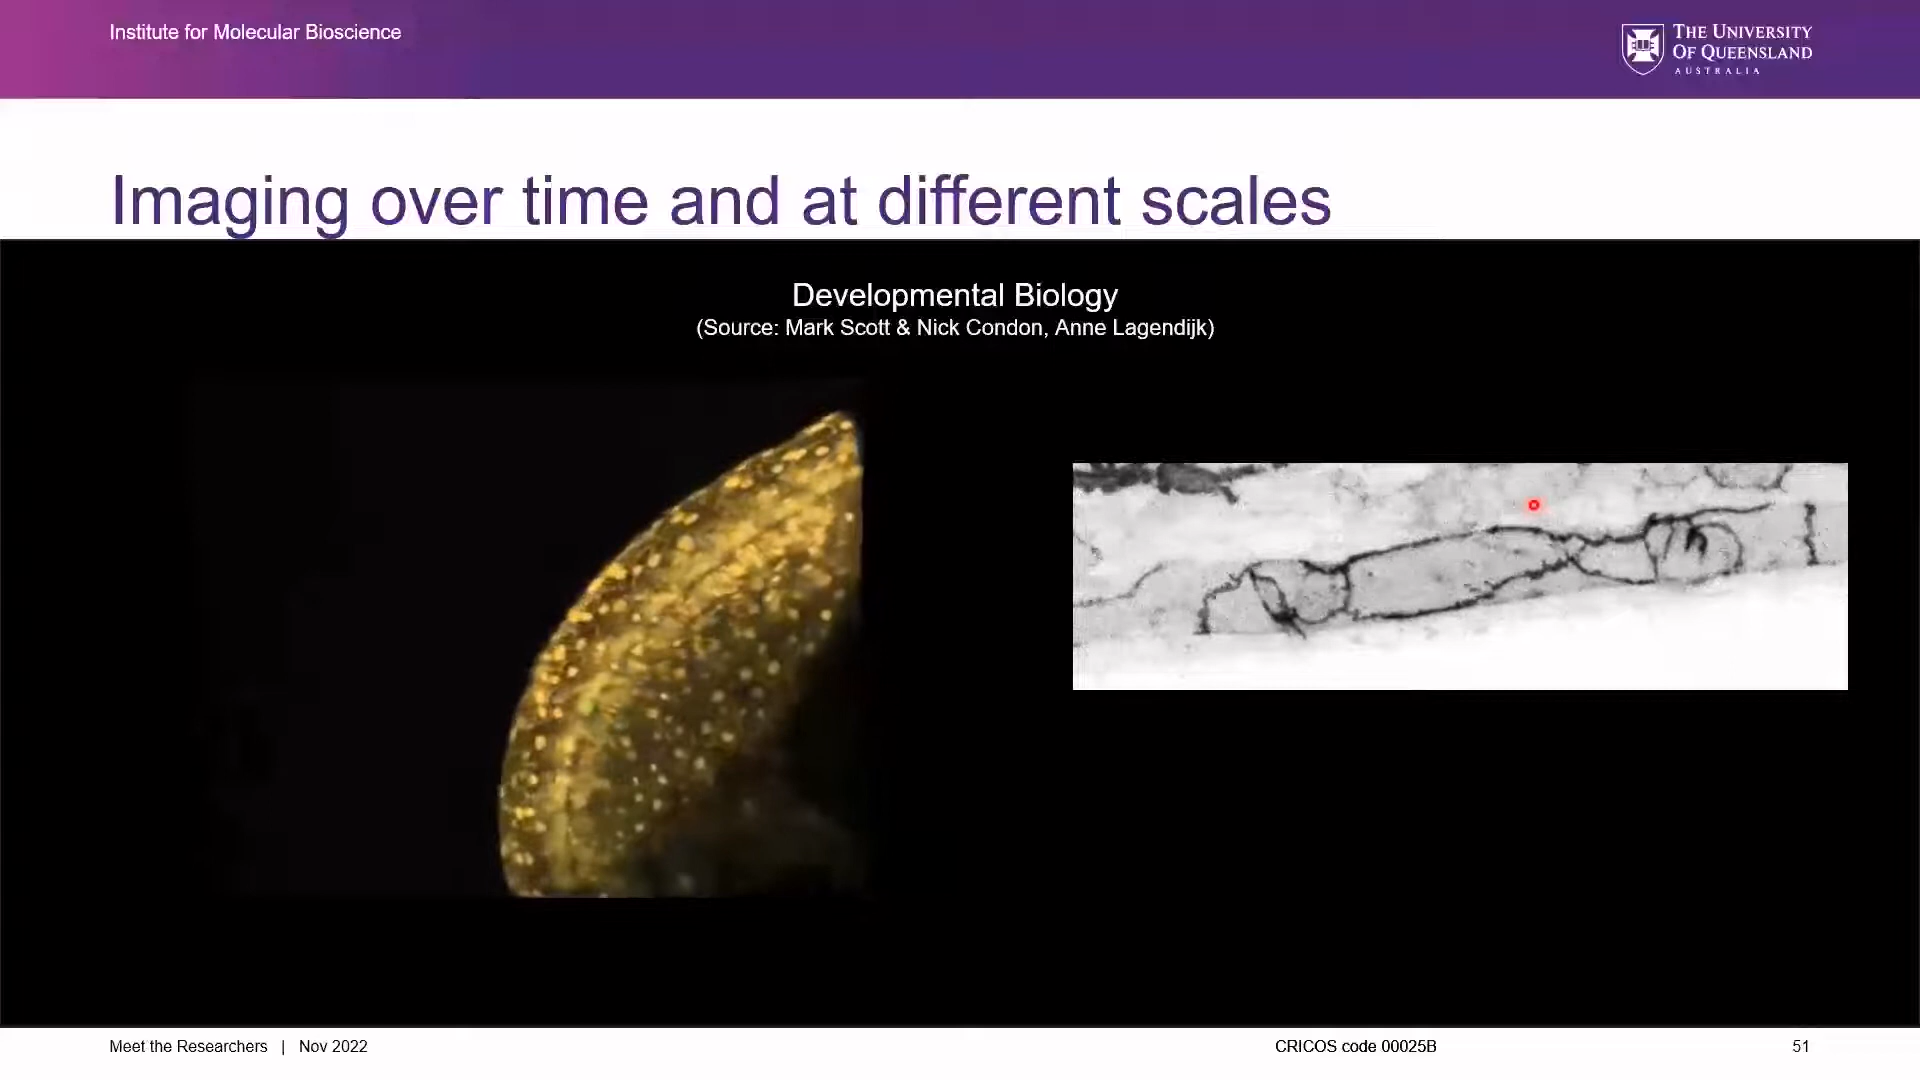 Institute for Molecular Bioscience
THE UNIVERSITY
OF QUEENSLAND
AUSTRALIA
Imaging over time and at different scales
Developmental Biology
(Source: Mark Scott & Nick Condon, Anne Lagendijk)
Meet the Researchers | Nov 2022
CRICOS code 00025B
51